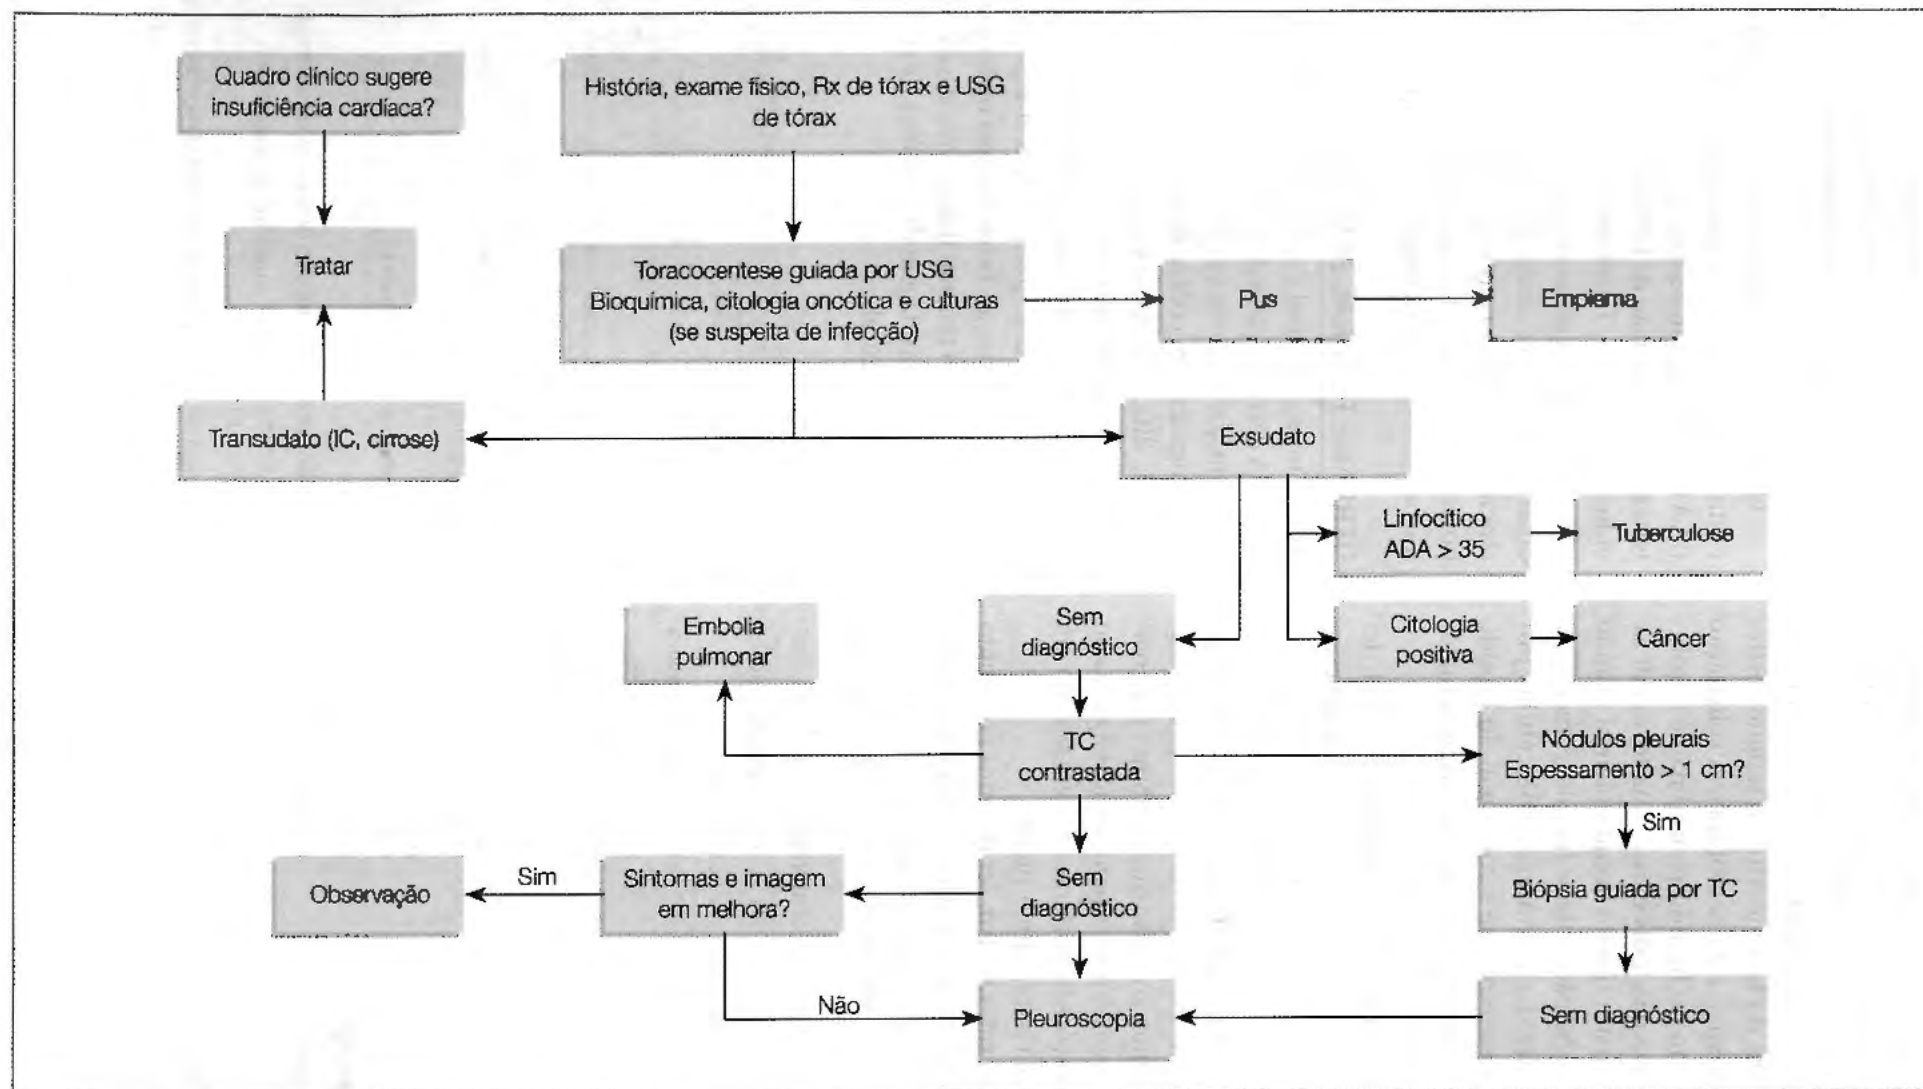 Quadro clínico sugere
insuficiência cardíaca?
História, exame físico, Rx de tórax e USG
de tórax
Tratar
Toracocentese guiada por USG
Bioquímica, citologia oncótica e culturas
(se suspeita de infecção)
Pus
Empiema
Transudato (IC, cirrose)
Exsudato
Linfocítico
ADA > 35
Tuberculose
Embolia
pulmonar
Sem
diagnóstico
Citologia
positiva
Câncer
TC
contrastada
Nódulos pleurais
Espessamento > 1 cm?
Sim
Observação
Sim
Sintomas e imagem
em melhora?
Sem
diagnóstico
Biópsia guiada por TC
Não
Pleuroscopia
Sem diagnóstico